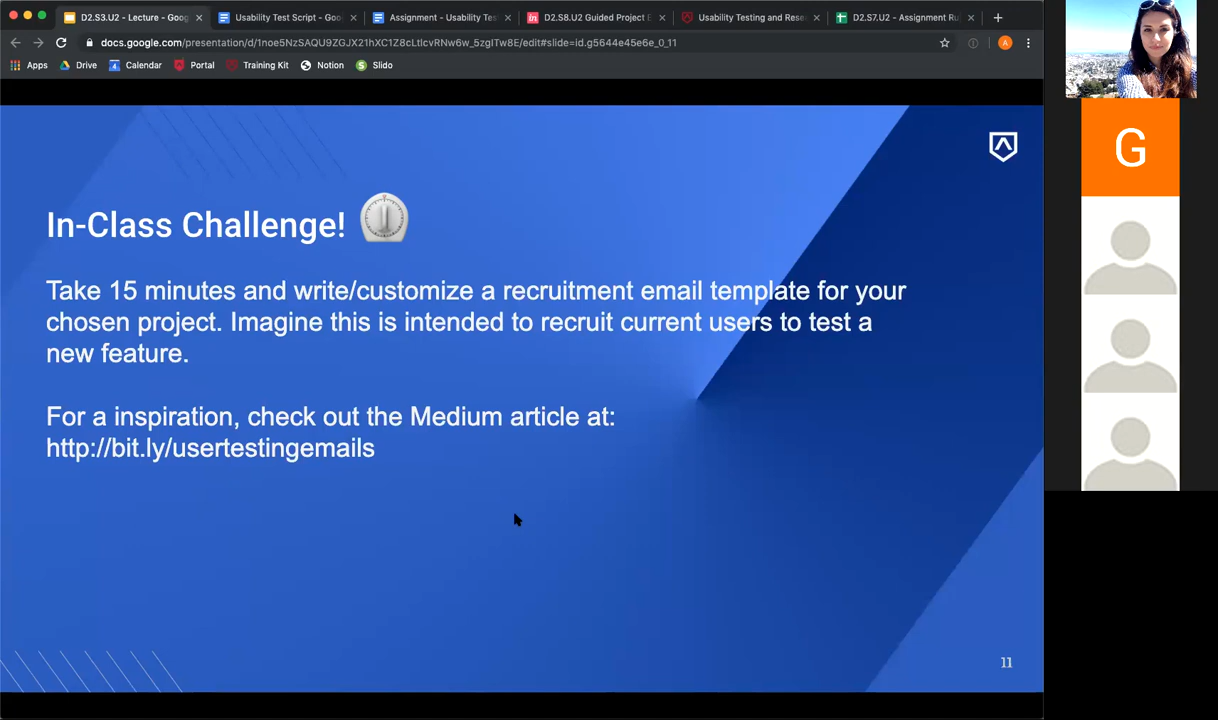 D2.S3.U2 - Lecture - Goog
Usability Test Script - Goo
Assignment - Usability Tes
D2.S8.U2 Guided Project E
Usability Testing and Rese
D2.S7.U2 - Assignment Ru
docs.google.com/presentation/d/1noe5NzSAQU9ZGJX21hXC1Z8cLtlcvRNw6w_5zgITw8E/edit#slide=id.g5644e45e6e_0_11
A
Apps
Drive
Calendar
Portal
Training Kit
Notion
Slido
In-Class Challenge!
Take 15 minutes and write/customize a recruitment email template for your
chosen project. Imagine this is intended to recruit current users to test a
new feature.
For a inspiration, check out the Medium article at:
http://bit.ly/usertestingemails
11
G